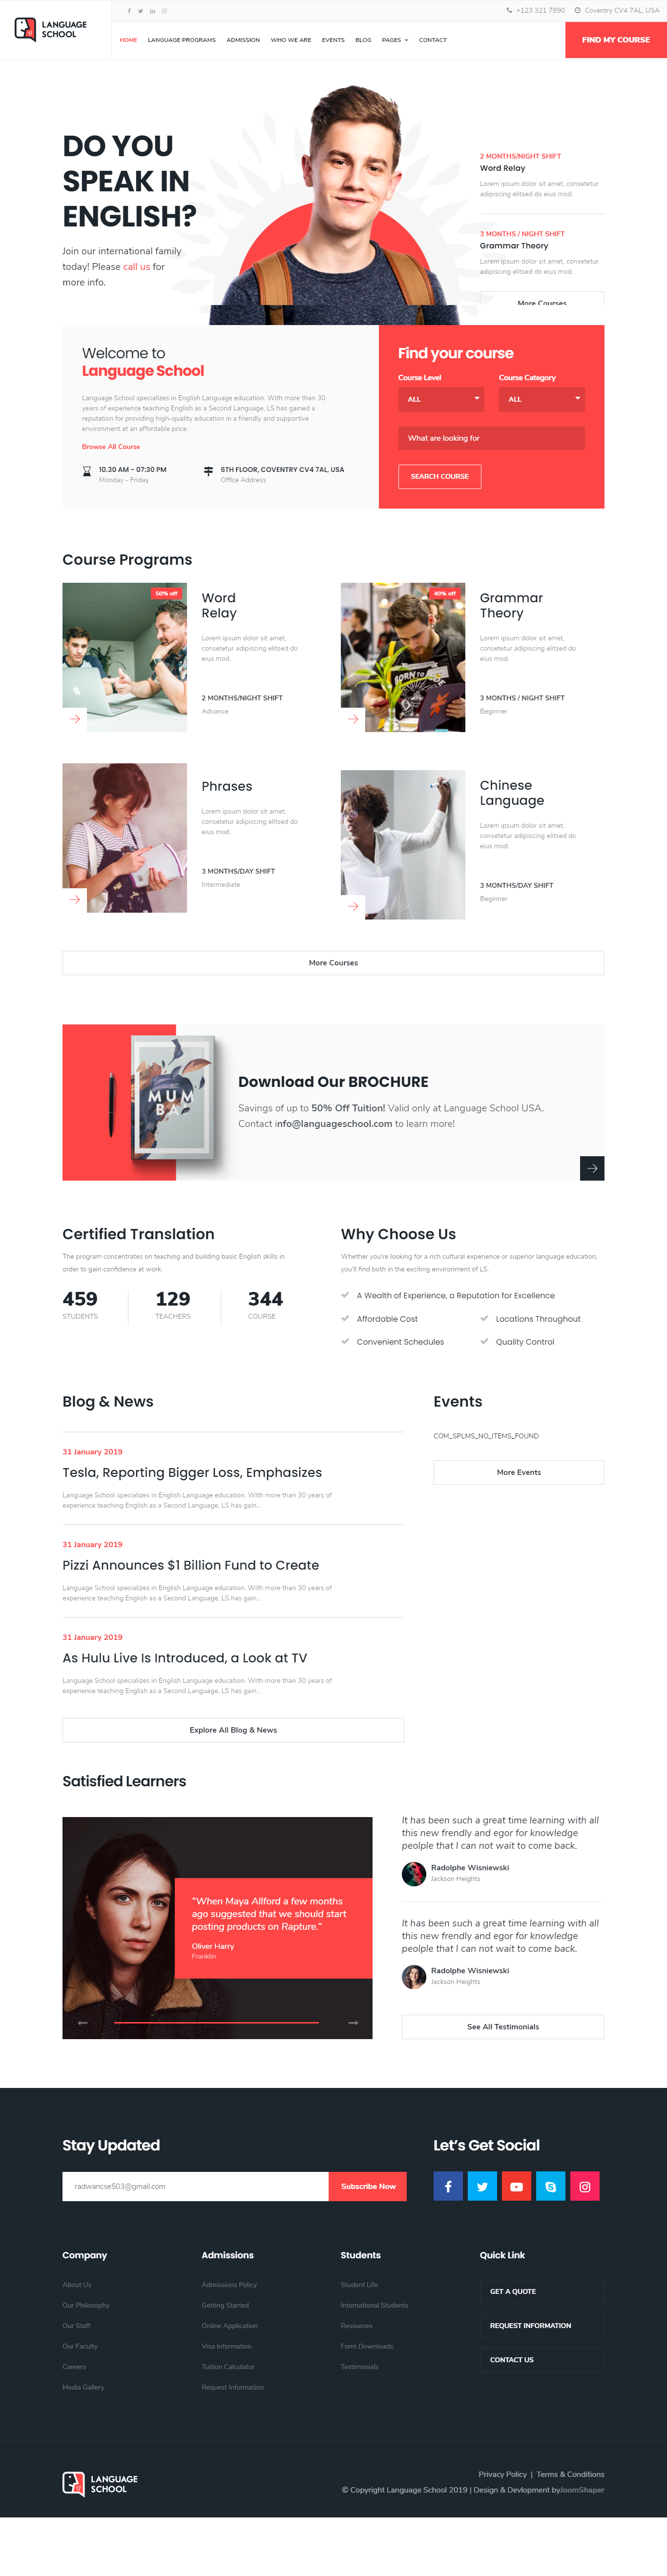 LANGUAGE
SCHOOL
+123 321 7890
Coventry CV4 7AL, USA
HOME
LANGUAGE PROGRAMS
ADMISSION
WHO WE ARE
EVENTS
BLOG
PAGES
CONTACT
FIND MY COURSE
DO YOU
SPEAK IN
ENGLISH?
Join our international family
today! Please call us for
more info.
2 MONTHS/NIGHT SHIFT
Word Relay
Lorem ipsum dolor sit amet, consetetur
adipiscing elitsed do eius mod.
3 MONTHS / NIGHT SHIFT
Grammar Theory
Lorem ipsum dolor sit amet, consetetur
adipiscing elitsed do eius mod.
More Courses
Welcome to
Language School
Language School specializes in English Language education. With more than 30
years of experience teaching English as a Second Language, LS has gained a
reputation for providing high-quality education in a friendly and supportive
environment at an affordable price.
Browse All Course
10.30 AM - 07:30 PM
Monday - Friday
6TH FLOOR, COVENTRY CV4 7AL, USA
Office Address
Find your course
Course Level
Course Category
ALL
ALL
What are looking for
SEARCH COURSE
Course Programs
50% off
Word
Relay
Lorem ipsum dolor sit amet,
consetetur adipiscing elitsed do
eius mod.
2 MONTHS/NIGHT SHIFT
Advance
40% off
Grammar
Theory
Lorem ipsum dolor sit amet,
consetetur adipiscing elitsed do
eius mod.
3 MONTHS / NIGHT SHIFT
Beginner
Phrases
Lorem ipsum dolor sit amet,
consetetur adipiscing elitsed do
eius mod.
3 MONTHS/DAY SHIFT
Intermediate
Chinese
Language
Lorem ipsum dolor sit amet,
consetetur adipiscing elitsed do
eius mod.
3 MONTHS/DAY SHIFT
Beginner
More Courses
MUM
BA
Download Our BROCHURE
Savings of up to 50% Off Tuition! Valid only at Language School USA.
Contact info@languageschool.com to learn more!
Certified Translation
The program concentrates on teaching and building basic English skills in
order to gain confidence at work.
459
STUDENTS
129
TEACHERS
344
COURSE
Why Choose Us
Whether you're looking for a rich cultural experience or superior language education,
you'll find both in the exciting environment of LS.
A Wealth of Experience, a Reputation for Excellence
Affordable Cost
Locations Throughout
Convenient Schedules
Quality Control
Blog & News
31 January 2019
Tesla, Reporting Bigger Loss, Emphasizes
Language School specializes in English Language education. With more than 30 years of
experience teaching English as a Second Language, LS has gain...
31 January 2019
Pizzi Announces $1 Billion Fund to Create
Language School specializes in English Language education. With more than 30 years of
experience teaching English as a Second Language, LS has gain...
31 January 2019
As Hulu Live Is Introduced, a Look at TV
Language School specializes in English Language education. With more than 30 years of
experience teaching English as a Second Language, LS has gain...
Explore All Blog & News
Events
COM_SPLMS_NO_ITEMS_FOUND
More Events
Satisfied Learners
"When Maya Allford a few months
ago suggested that we should start
posting products on Rapture."
Oliver Harry
Franklin
It has been such a great time learning with all
this new frendly and egor for knowledge
peolple that I can not wait to come back.
Radolphe Wisniewski
Jackson Heights
It has been such a great time learning with all
this new frendly and egor for knowledge
peolple that I can not wait to come back.
Radolphe Wisniewski
Jackson Heights
See All Testimonials
Stay Updated
radwancse503@gmail.com
Subscribe Now
Let's Get Social
Company
About Us
Our Philosophy
Our Staff
Our Faculty
Careers
Media Gallery
Admissions
Admissions Policy
Getting Started
Online Application
Visa Information
Tuition Calculator
Request Information
Students
Student Life
International Students
Resources
Form Downloads
Testimonials
Quick Link
GET A QUOTE
REQUEST INFORMATION
CONTACT US
LANGUAGE
SCHOOL
Privacy Policy | Terms & Conditions
© Copyright Language School 2019 | Design & Devlopment byJoomShaper